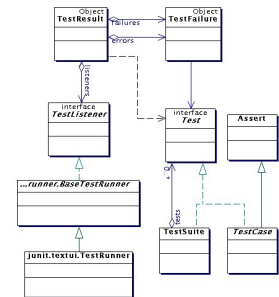 Object
TestResult
Object
TestFailure
failures
errors
listeners
interface
TestListener
interface
Test
Assert
...runner.BaseTestRunner
0..*
tests
junit.textui.TestRunner
TestSuite
TestCase